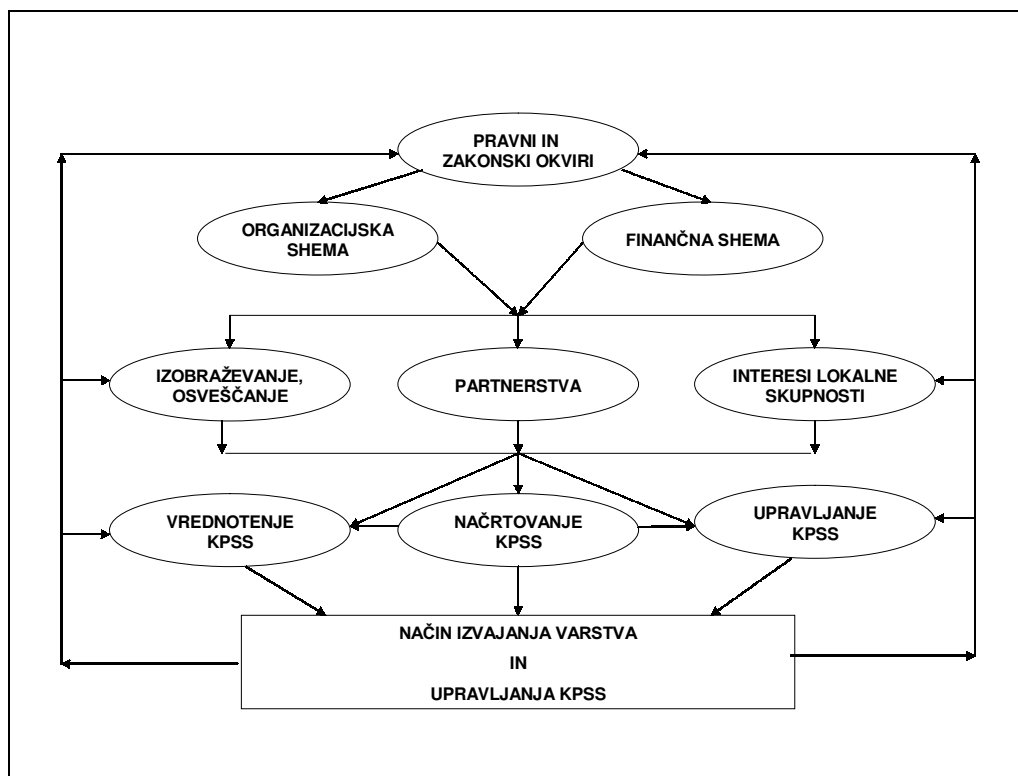 PRAVNI IN
ZAKONSKI OKVIRI
ORGANIZACIJSKA
SHEMA
FINANČNA SHEMA
IZOBRAŽEVANJE,
OSVEŠČANJE
PARTNERSTVA
INTERESI LOKALNE
SKUPNOSTI
VREDNOTENJE
KPSS
NAČRTOVANJE
KPSS
UPRAVLJANJE
KPSS
NAČIN IZVAJANJA VARSTVA
IN
UPRAVLJANJA KPSS